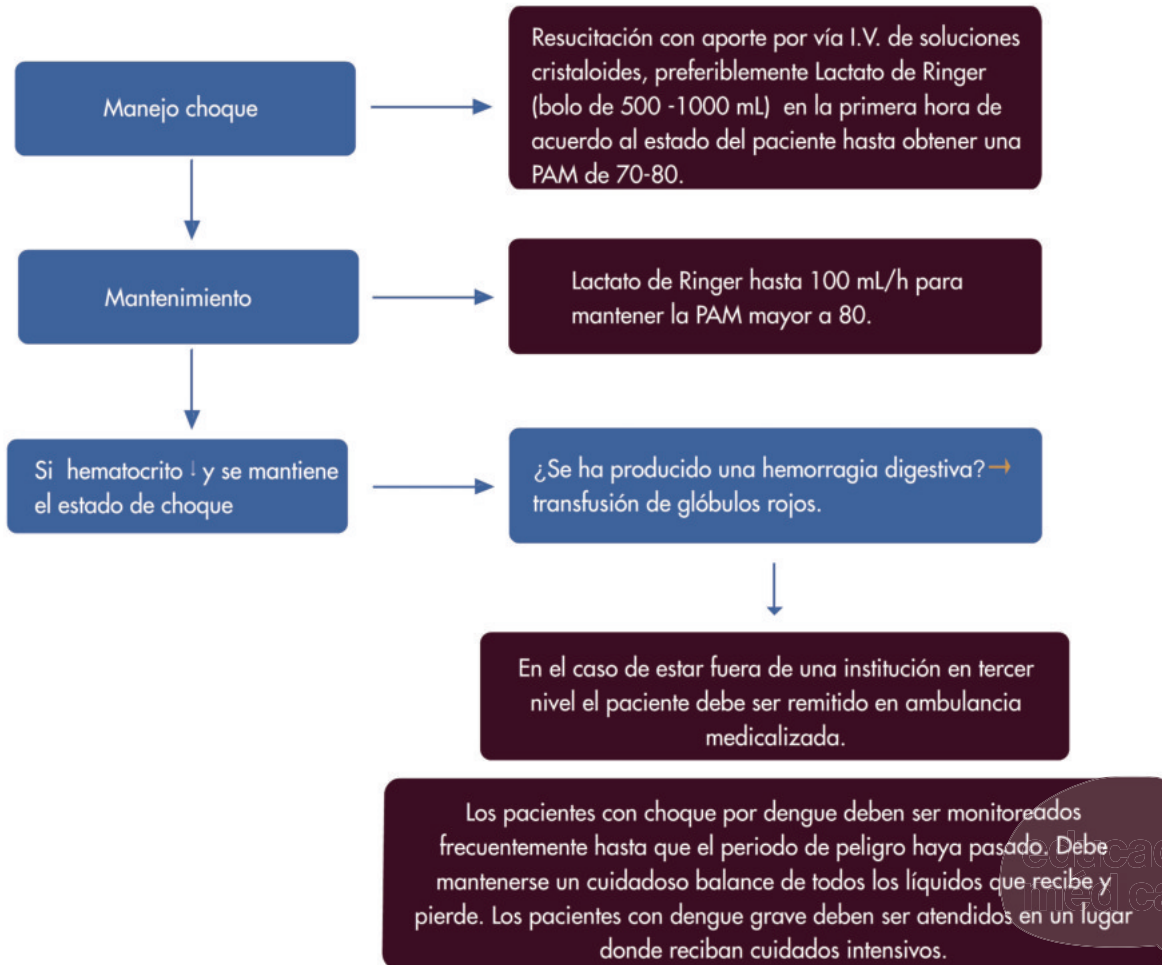 Manejo choque
Resucitación con aporte por vía I.V. de soluciones
cristaloides, preferiblemente Lactato de Ringer
(bolo de 500 -1000 mL) en la primera hora de
acuerdo al estado del paciente hasta obtener una
PAM de 70-80.
Mantenimiento
Lactato de Ringer hasta 100 mL/h para
mantener la PAM mayor a 80.
Si hematocrito ↓ y se mantiene
el estado de choque
¿Se ha producido una hemorragia digestiva? →
transfusión de glóbulos rojos.
En el caso de estar fuera de una institución en tercer
nivel el paciente debe ser remitido en ambulancia
medicalizada.
Los pacientes con choque por dengue deben ser monitoreados
frecuentemente hasta que el periodo de peligro haya pasado. Debe
mantenerse un cuidadoso balance de todos los líquidos que recibe y
pierde. Los pacientes con dengue grave deben ser atendidos en un lugar
donde reciban cuidados intensivos.